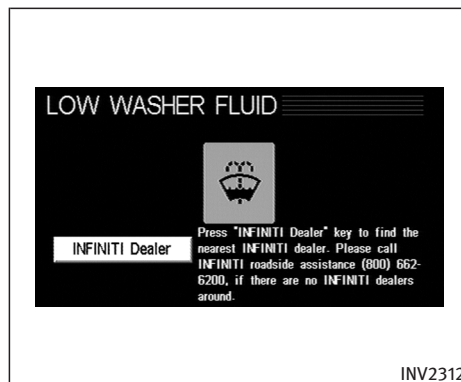 LOW WASHER FLUID
INFINITI Dealer
Press "INFINITI Dealer" key to find the
nearest INFINITI dealer. Please call
INFINITI roadside assistance (800) 662-
6200, if there are no INFINITI dealers
around.
INV2312